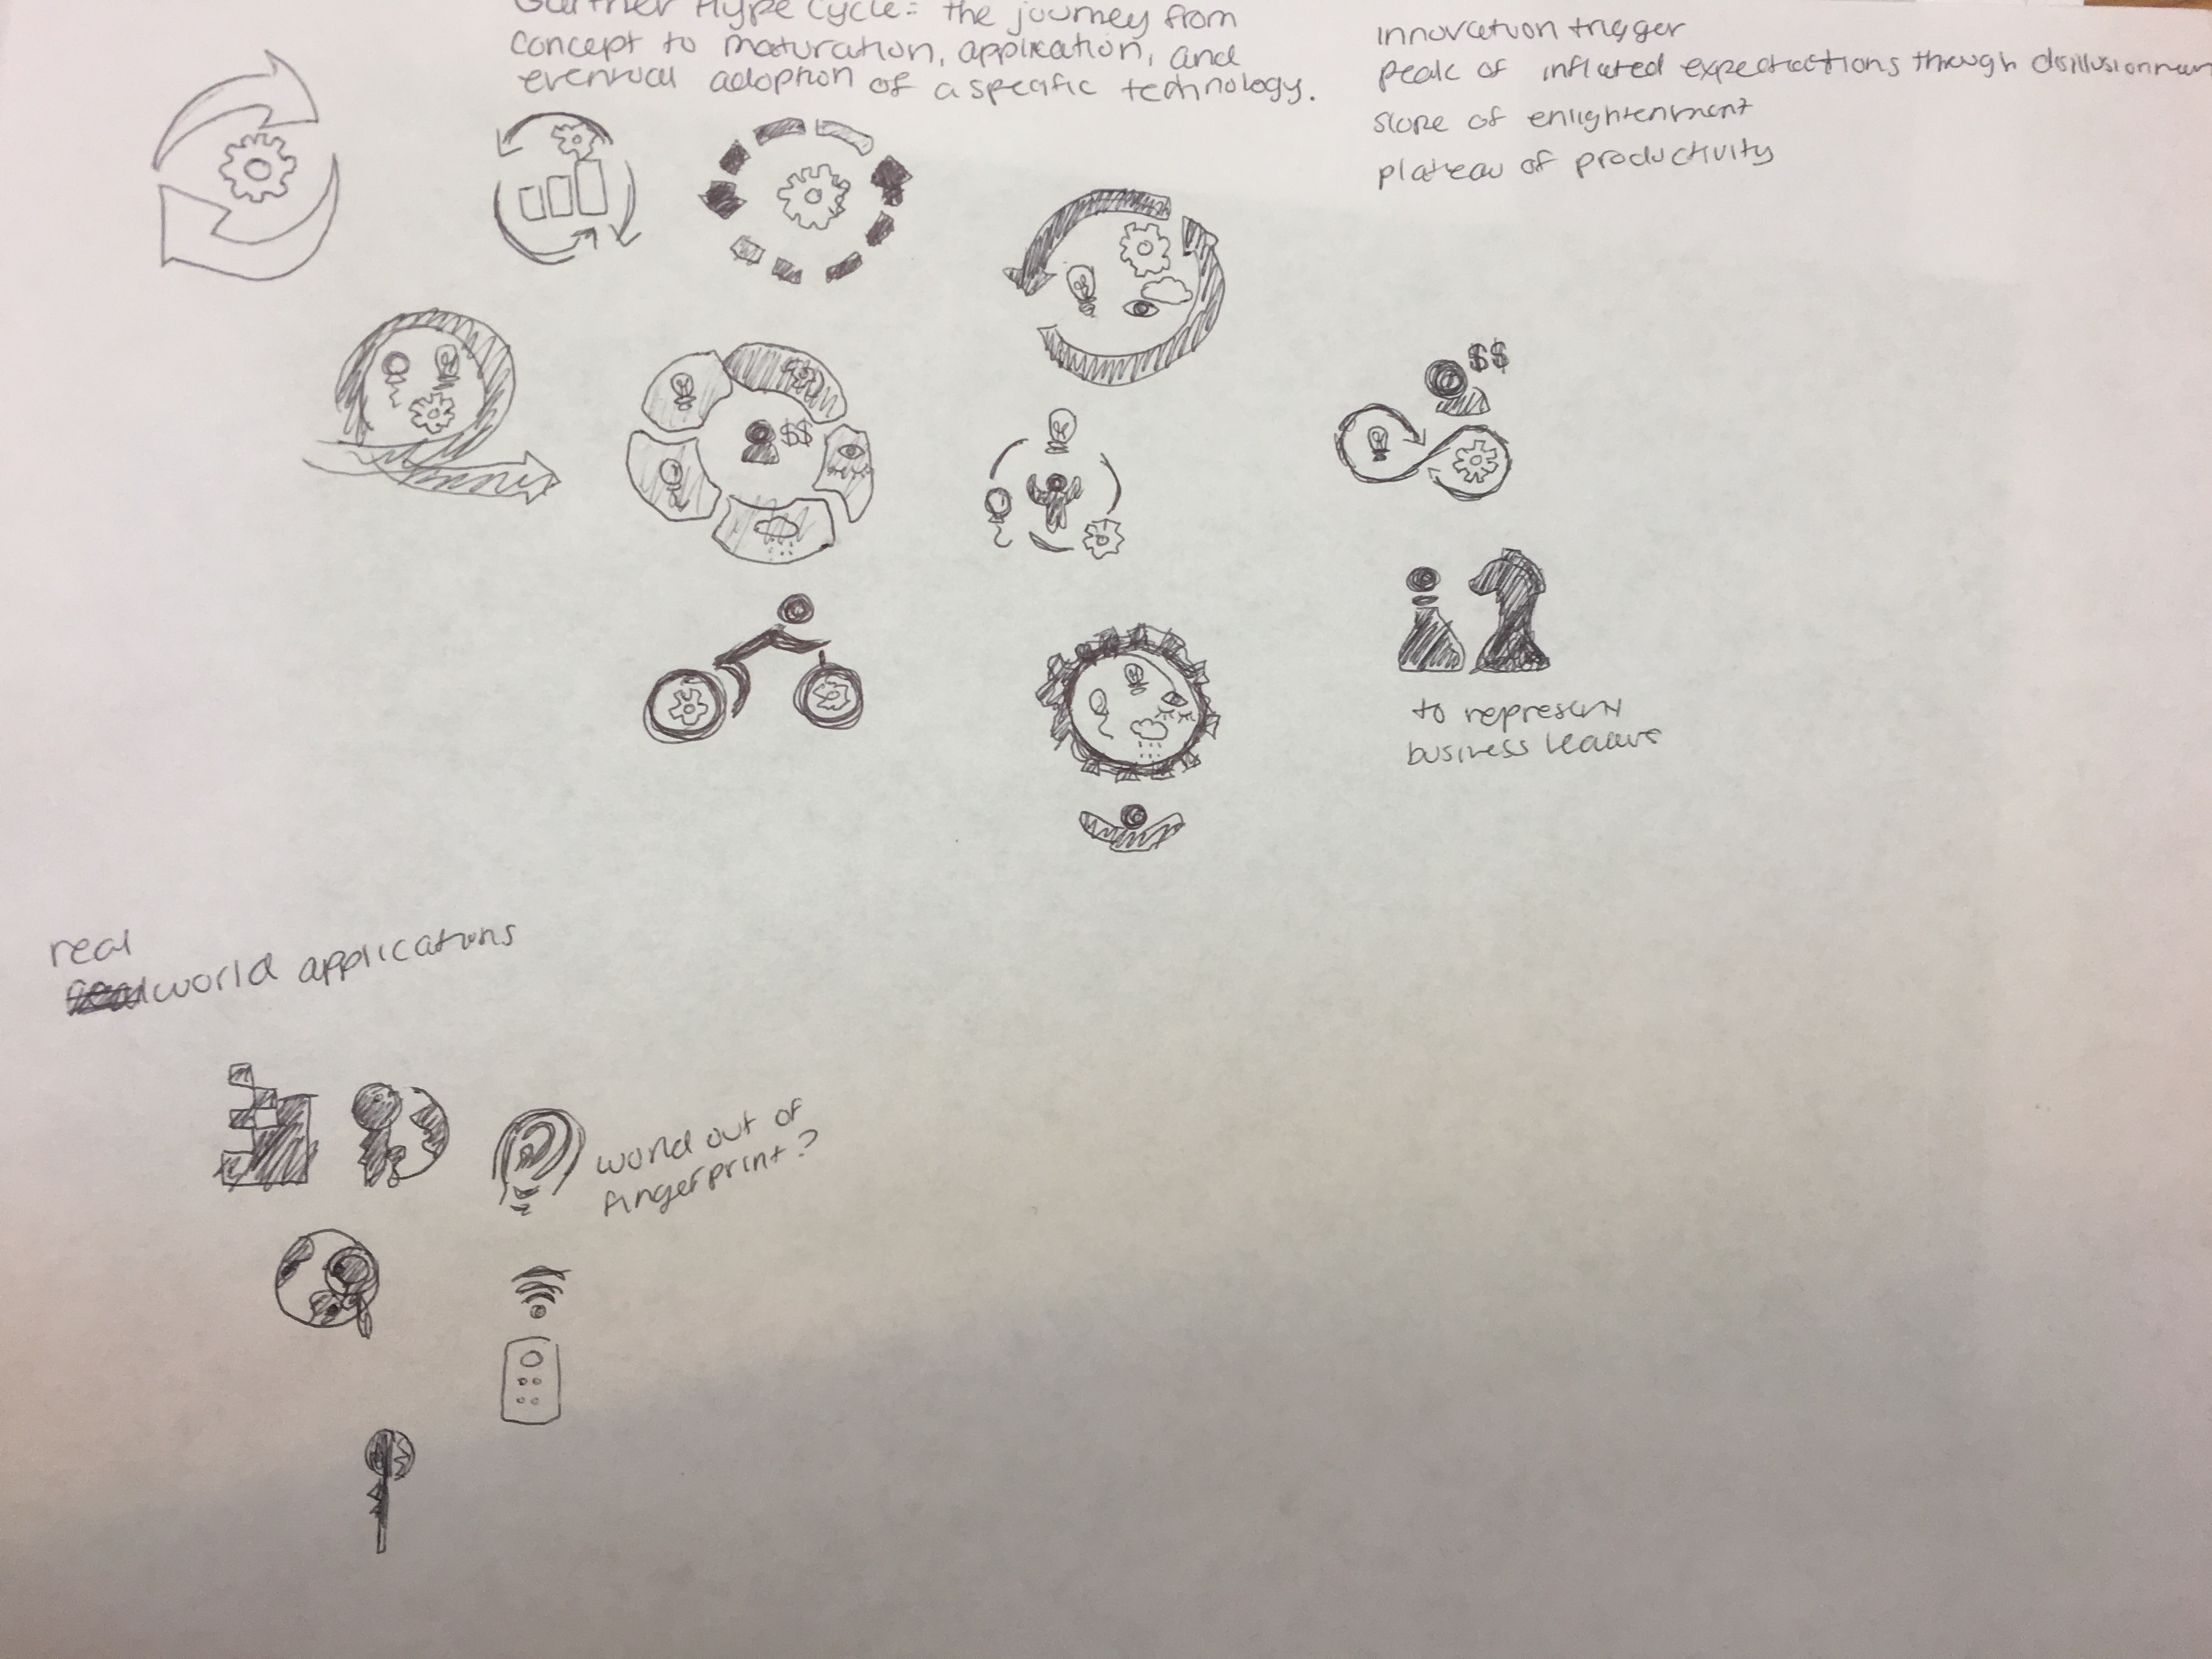 Gartner Hype Cycle = the journey from
concept to maturation, application, and
eventual adoption of a specific technology.
innovation trigger
peak of inflated expectations through disillusionment
slope of enlightenment
plateau of productivity
$$
$$
to represent
business leaders
real
world applications
world out of
fingerprint?